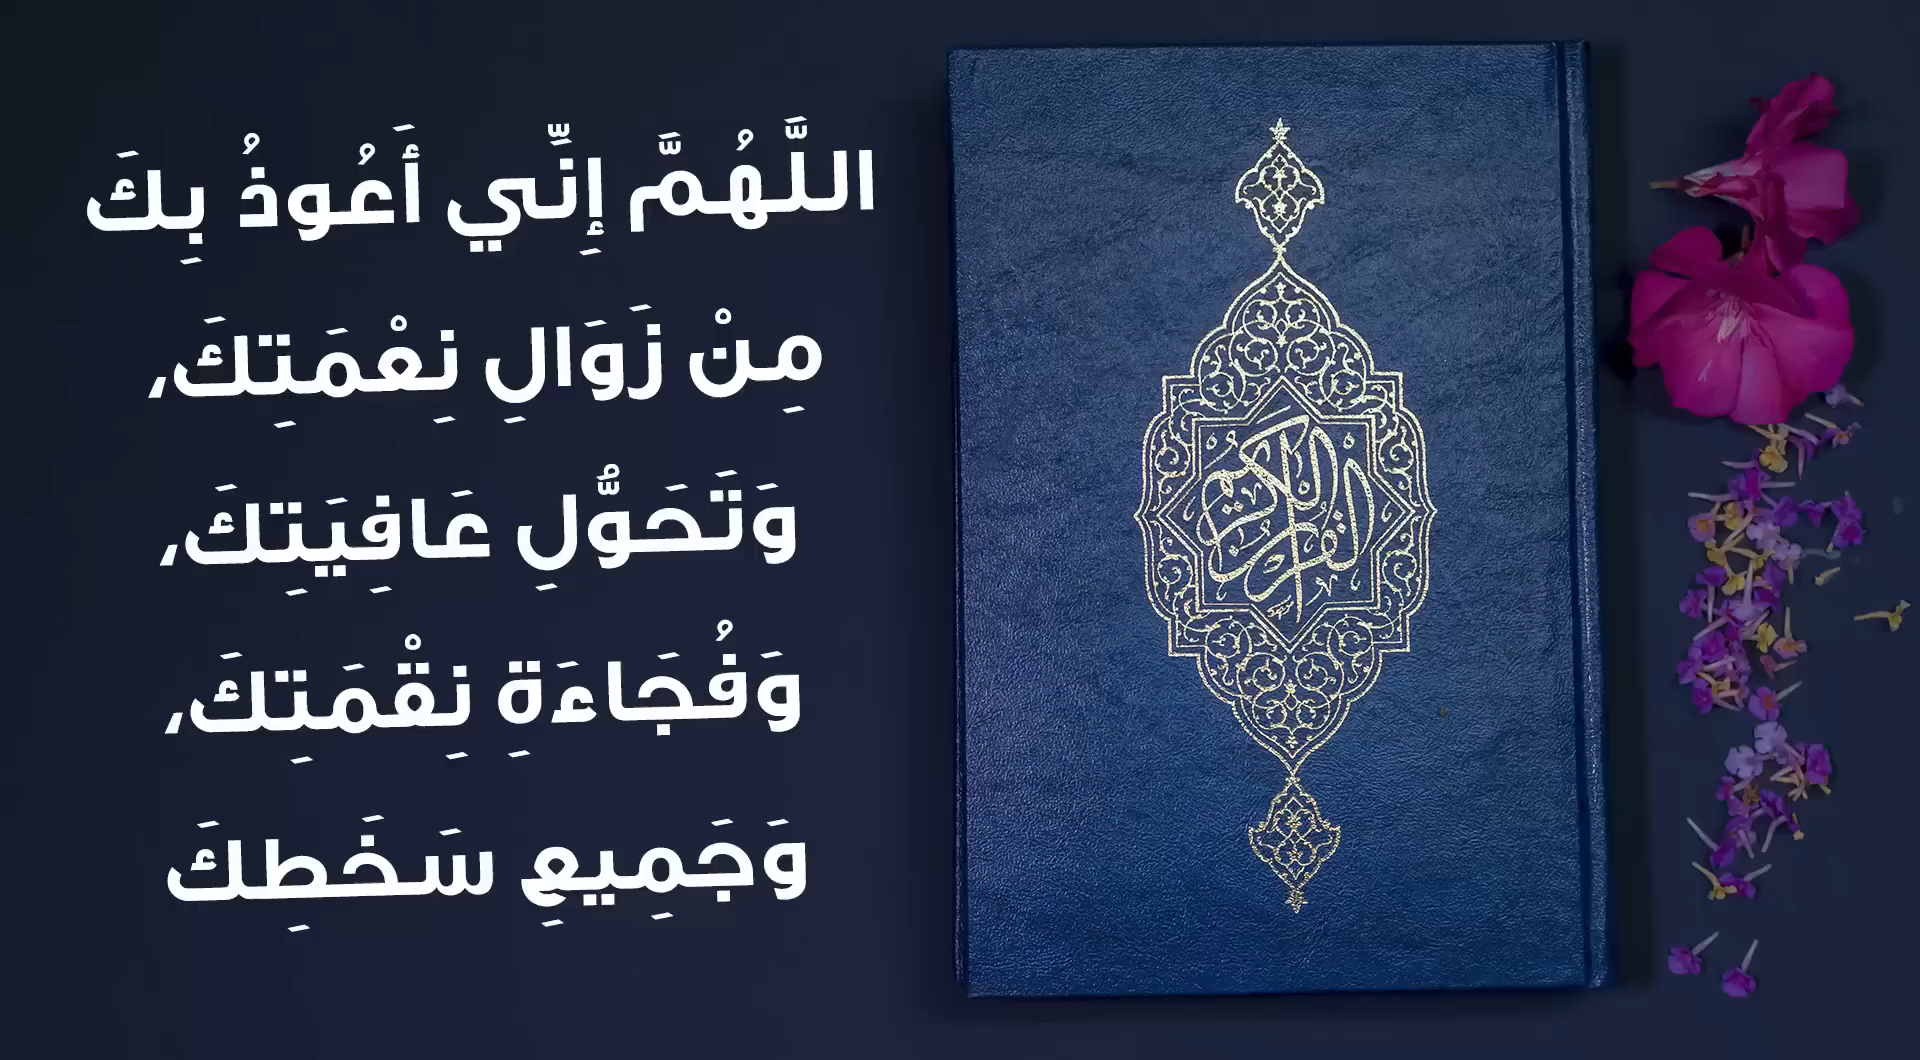 اللَّهُمَّ إِنِّي أَعُوذُ بِكَ
مِنْ زَوَالِ نِعْمَتِكَ،
وَتَحَوُّلِ عَافِيَتِكَ،
وَفُجَاءَةِ نِقْمَتِكَ،
وَجَمِيعِ سَخَطِكَ
القرآن الكريم